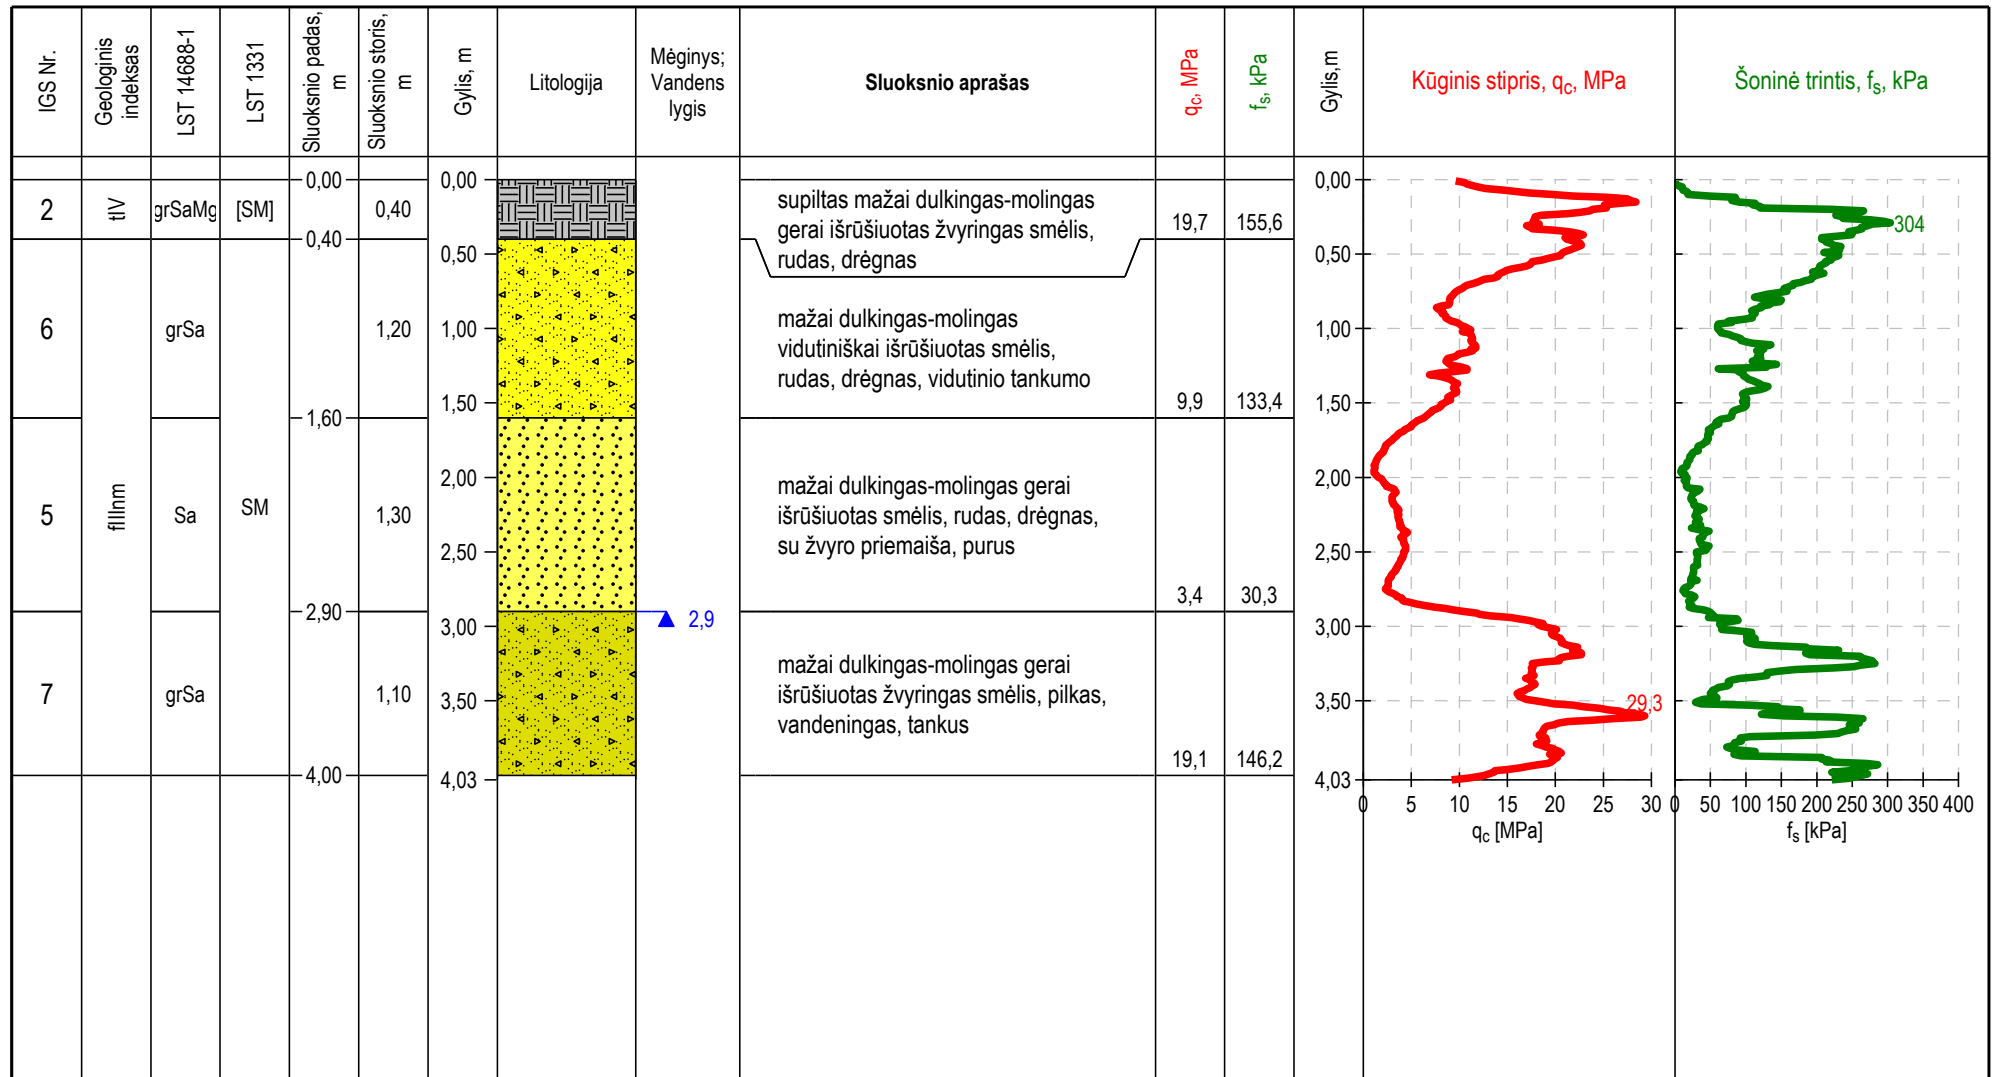 IGS Nr.
Geologinis
indeksas
LST 14688-1
LST 1331
Sluoksnio padas,
m
Sluoksnio storis,
m
Gylis, m
Litologija
Mėginys;
Vandens
lygis
Sluoksnio aprašas
qc, MPa
fs, kPa
Gylis,m
Kūginis stipris, qc, MPa
Šoninė trintis, fs, kPa
0,00
0,00
0,00
2
tIV
grSaMg
[SM]
0,40
supiltas mažai dulkingas-molingas
gerai išrūšiuotas žvyringas smėlis,
rudas, drėgnas
19,7
155,6
304
0,40
0,50
0,50
6
grSa
1,20
1,00
mažai dulkingas-molingas
vidutiniškai išrūšiuotas smėlis,
rudas, drėgnas, vidutinio tankumo
9,9
133,4
1,00
1,50
1,50
1,60
5
fIIInm
Sa
SM
1,30
2,00
2,50
mažai dulkingas-molingas gerai
išrūšiuotas smėlis, rudas, drėgnas,
su žvyro priemaiša, purus
3,4
30,3
2,00
2,50
2,90
2,9
3,00
3,00
7
grSa
1,10
3,50
mažai dulkingas-molingas gerai
išrūšiuotas žvyringas smėlis, pilkas,
vandeningas, tankus
19,1
146,2
3,50
29,3
4,00
4,03
4,03
0 5 10 15 20 25 30
qc [MPa]
0 50 100 150 200 250 300 350 400
fs [kPa]